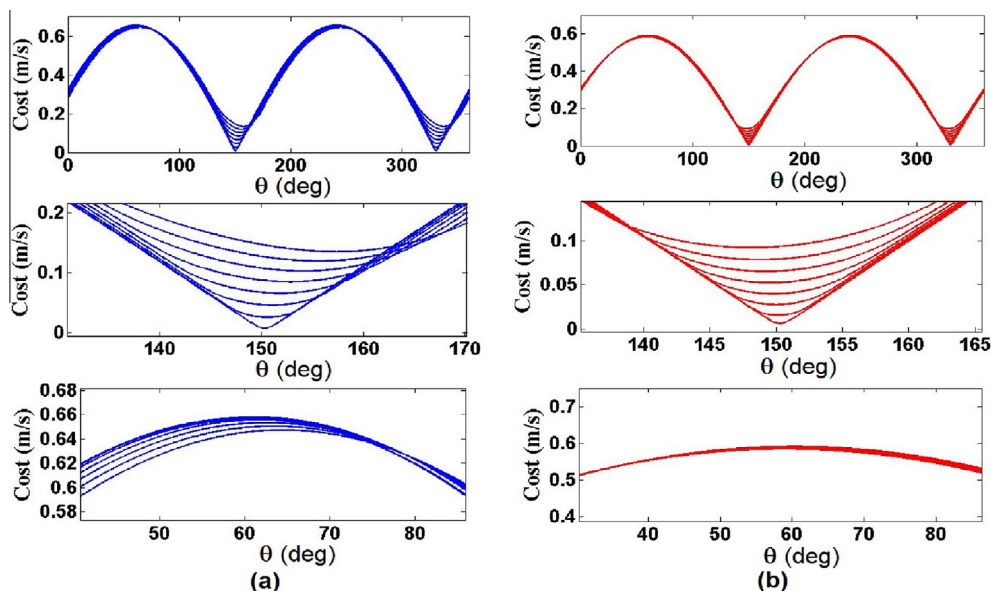 Cost (m/s)
0.6
0.4
0.2
0
0 100 200 300
θ (deg)
Cost (m/s)
0.2
0.1
0
140 150 160 170
θ (deg)
Cost (m/s)
0.68
0.66
0.64
0.62
0.6
0.58
50 60 70 80
θ (deg)
(a)
Cost (m/s)
0.6
0.4
0.2
0
0 100 200 300
θ (deg)
Cost (m/s)
0.1
0.05
0
140 145 150 155 160 165
θ (deg)
Cost (m/s)
0.7
0.6
0.5
0.4
40 50 60 70 80
θ (deg)
(b)